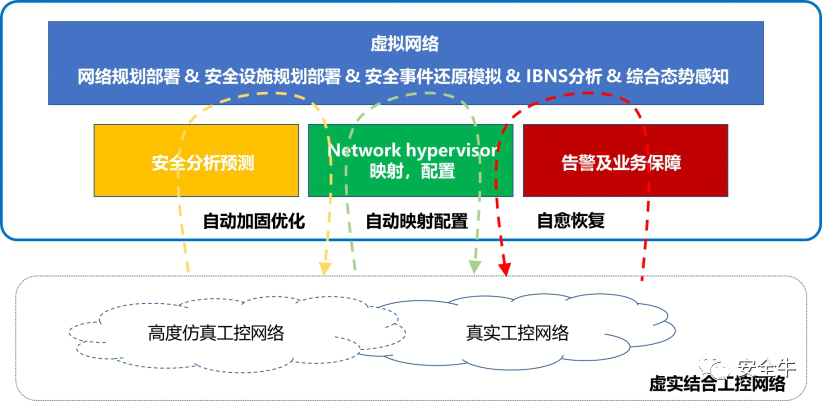 虚拟网络
网络规划部署 & 安全设施规划部署 & 安全事件还原模拟 & IBNS分析 & 综合态势感知
安全分析预测
Network hypervisor
映射，配置
告警及业务保障
自动加固优化
自动映射配置
自愈恢复
高度仿真工控网络
真实工控网络
安全牛
虚实结合工控网络